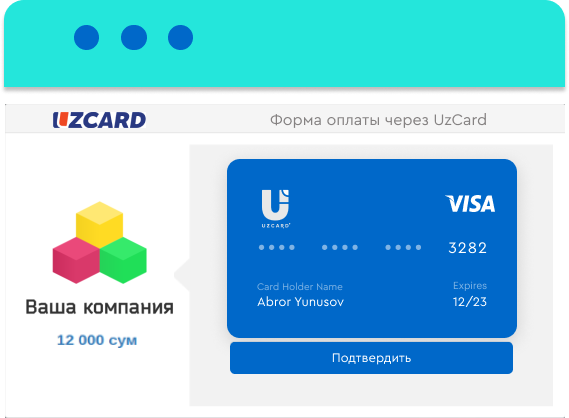 UZCARD
Форма оплаты через UzCard
UZCARD
VISA
•••• •••• •••• 3282
Card Holder Name
Abror Yunusov
Expires
12/23
Ваша компания
12 000 сум
Подтвердить